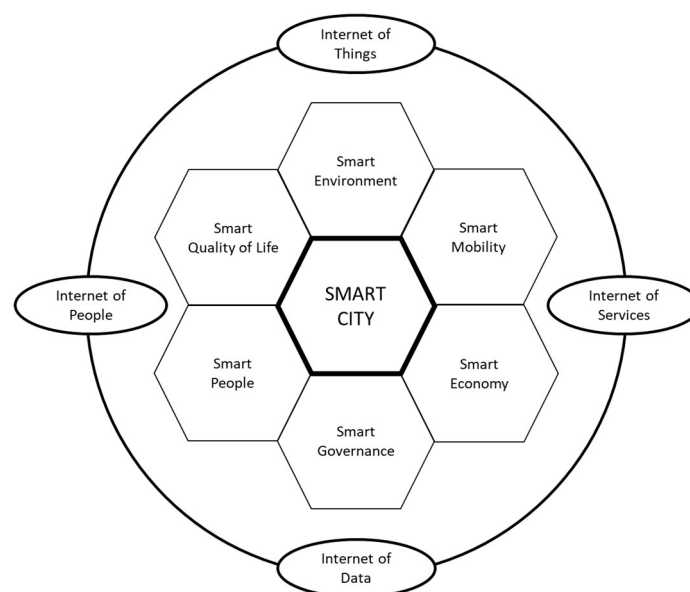 Internet of
Things
Smart
Environment
Smart
Quality of Life
Smart
Mobility
Internet of
People
SMART
CITY
Internet of
Services
Smart
People
Smart
Economy
Smart
Governance
Internet of
Data